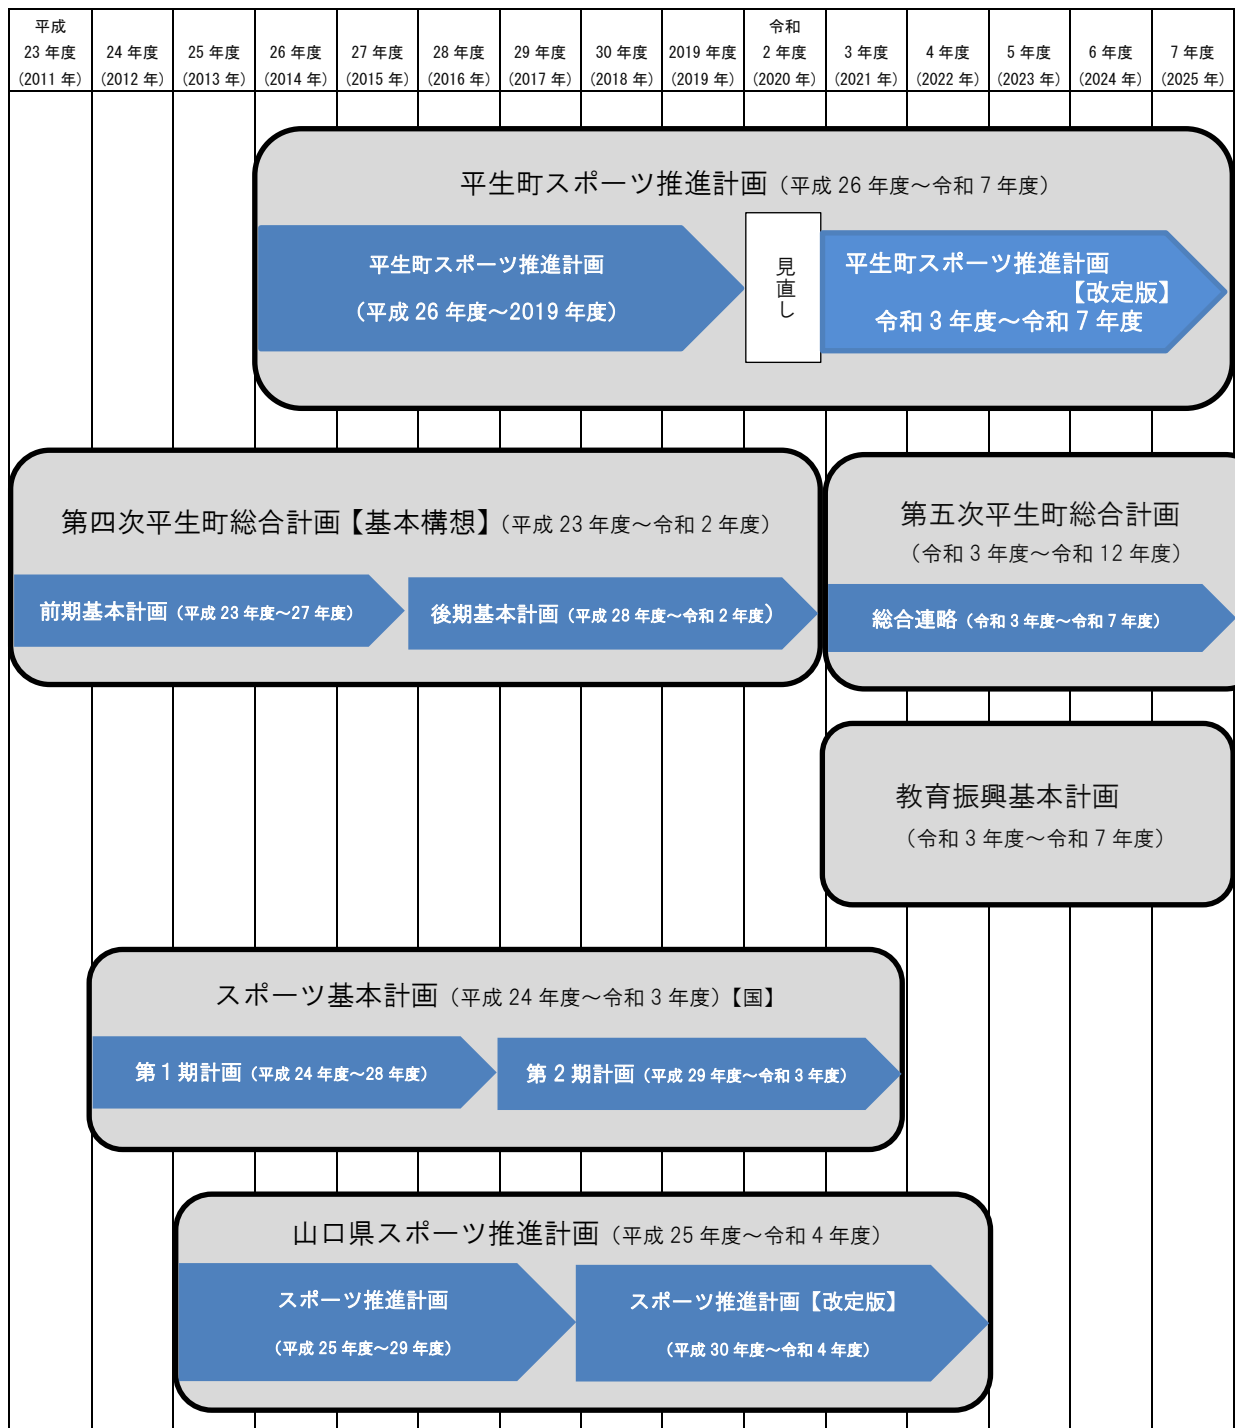 平成
23 年度
（2011 年）
24 年度
（2012 年）
25 年度
（2013 年）
26 年度
（2014 年）
27 年度
（2015 年）
28 年度
（2016 年）
29 年度
（2017 年）
30 年度
（2018 年）
2019 年度
（2019 年）
令和
2 年度
（2020 年）
3 年度
（2021 年）
4 年度
（2022 年）
5 年度
（2023 年）
6 年度
（2024 年）
7 年度
（2025 年）
平生町スポーツ推進計画（平成 26 年度～令和 7 年度）
平生町スポーツ推進計画
（平成 26 年度～2019 年度）
見直し
平生町スポーツ推進計画
【改定版】
令和 3 年度～令和 7 年度
第四次平生町総合計画【基本構想】（平成 23 年度～令和 2 年度）
前期基本計画（平成 23 年度～27 年度）
後期基本計画（平成 28 年度～令和 2 年度）
第五次平生町総合計画
（令和 3 年度～令和 12 年度）
総合連略（令和 3 年度～令和 7 年度）
教育振興基本計画
（令和 3 年度～令和 7 年度）
スポーツ基本計画（平成 24 年度～令和 3 年度）【国】
第 1 期計画（平成 24 年度～28 年度）
第 2 期計画（平成 29 年度～令和 3 年度）
山口県スポーツ推進計画（平成 25 年度～令和 4 年度）
スポーツ推進計画
（平成 25 年度～29 年度）
スポーツ推進計画【改定版】
（平成 30 年度～令和 4 年度）